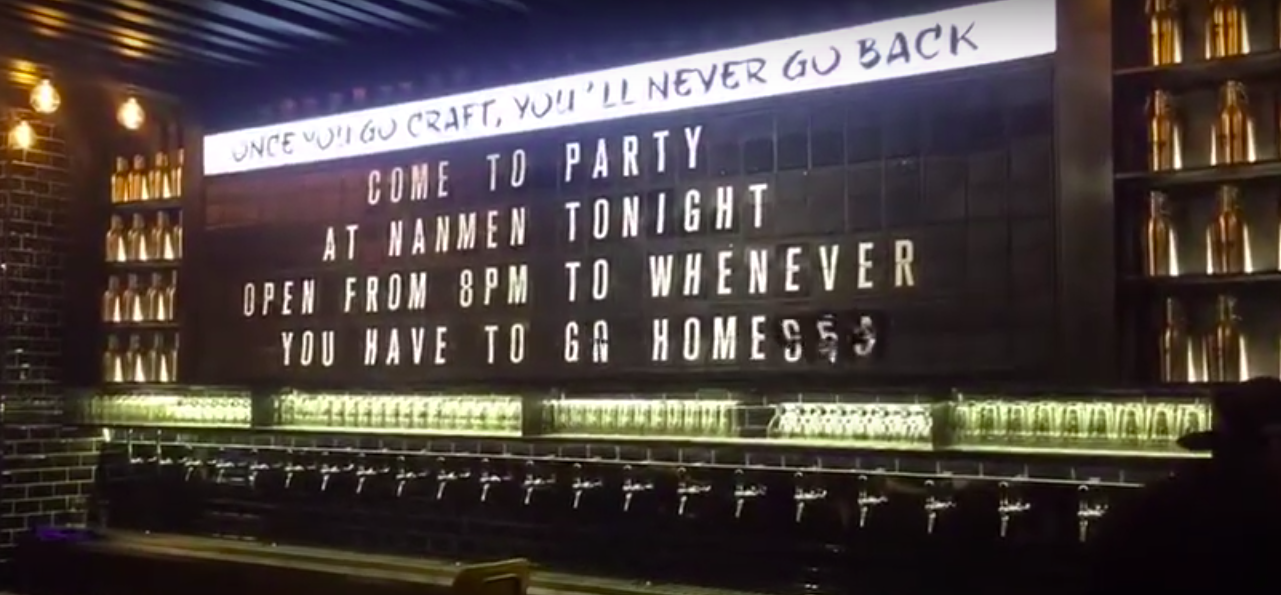 ONCE YOU GO CRAFT, YOU'LL NEVER GO BACK
COME TO PARTY
AT NANMEN TONIGHT
OPEN FROM 8PM TO WHENEVER
YOU HAVE TO GO HOME